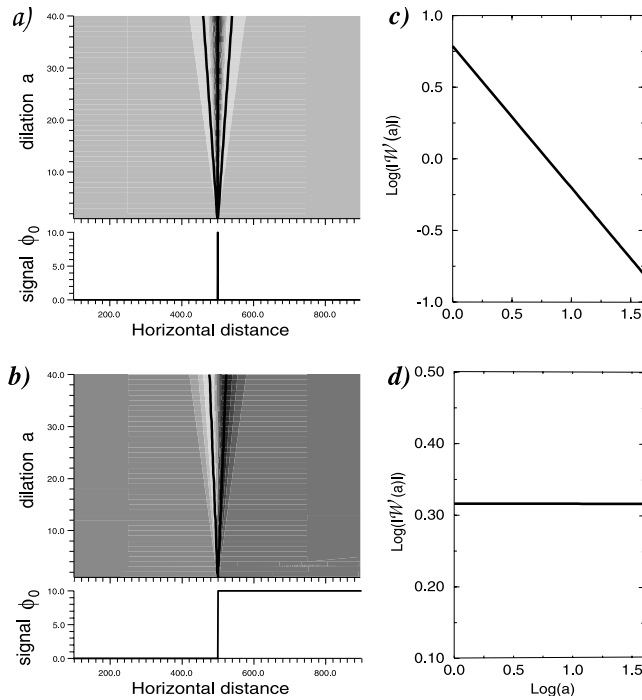 a)
40.0
30.0
20.0
10.0
dilation a
10.0
5.0
0.0
signal ϕ0
200.0 400.0 600.0 800.0
Horizontal distance
c)
1.0
0.5
0.0
-0.5
-1.0
Log(|W(a)|)
0.0 0.5 1.0 1.5
b)
40.0
30.0
20.0
10.0
dilation a
10.0
5.0
0.0
signal ϕ0
200.0 400.0 600.0 800.0
Horizontal distance
d)
0.50
0.40
0.30
0.20
0.10
Log(|W(a)|)
0.0 0.5 1.0 1.5
Log(a)